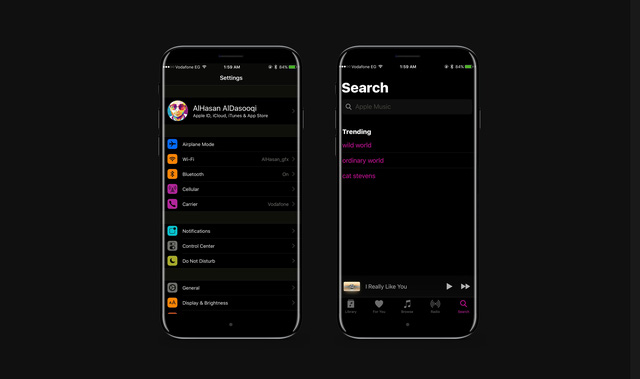 Vodafone EG
1:59 AM
84%
Settings
AlHasan AlDasooqi
Apple ID, iCloud, iTunes & App Store
Airplane Mode
Wi-Fi AlHasan_gfx
Bluetooth On
Cellular
Carrier Vodafone
Notifications
Control Center
Do Not Disturb
General
AA Display & Brightness
Vodafone EG
1:59 AM
84%
Search
Apple Music
Trending
wild world
ordinary world
cat stevens
I Really Like You
Library For You Browse Radio Search